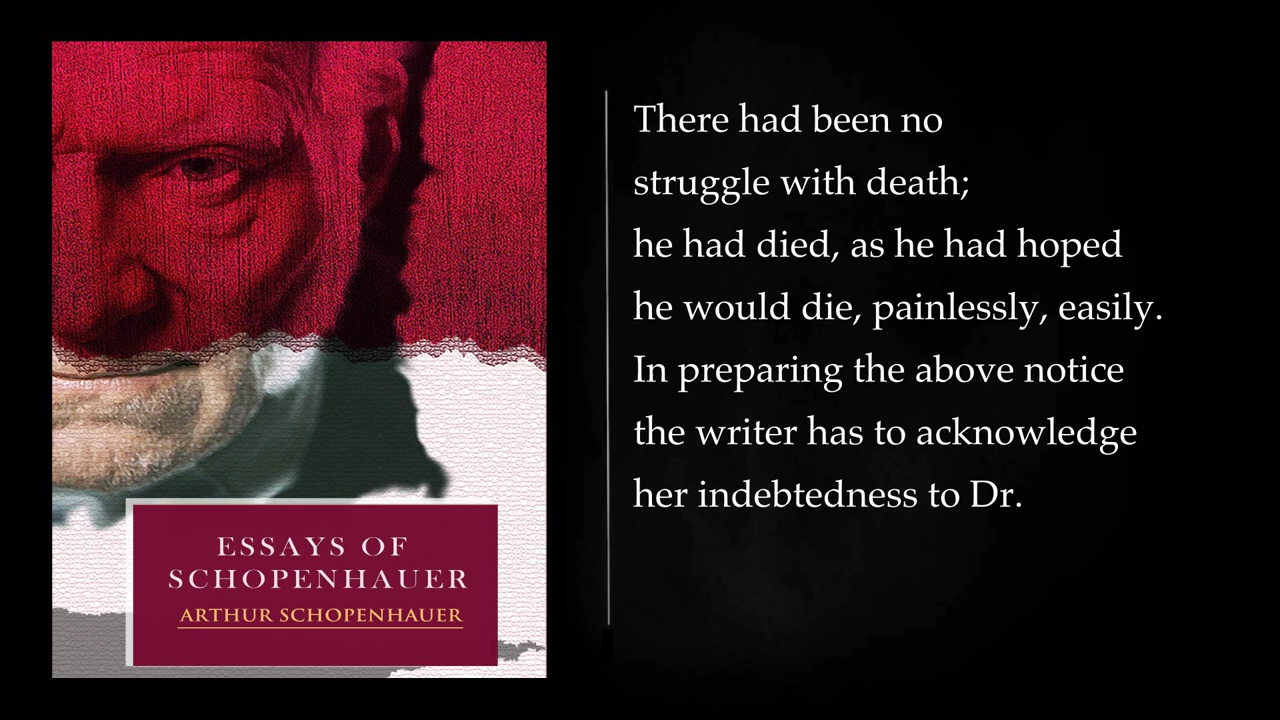 ESSAYS OF
SCHOPENHAUER
ARTHUR SCHOPENHAUER
There had been no
struggle with death;
he had died, as he had hoped
he would die, painlessly, easily.
In preparing the above notice
the writer has to acknowledge
her indebtedness to Dr.